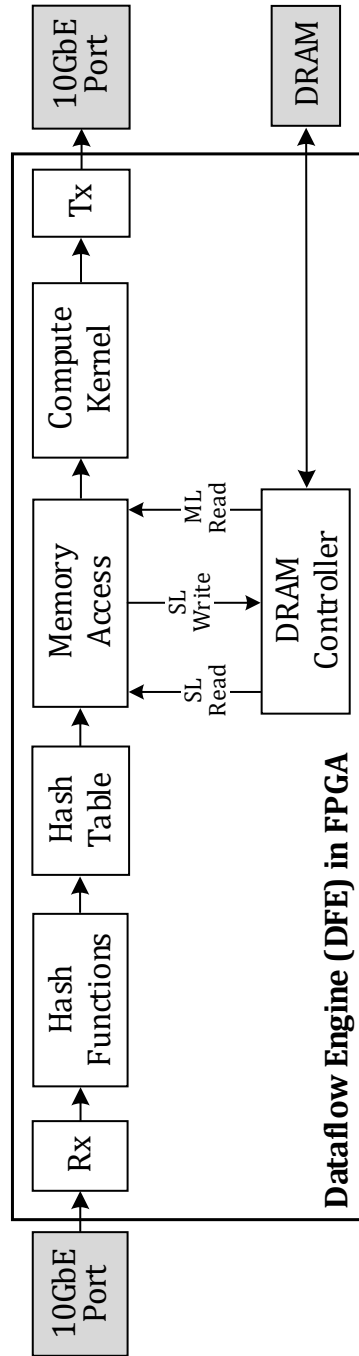 10GbE
Port
Rx
Hash
Functions
Hash
Table
Memory
Access
Compute
Kernel
Tx
10GbE
Port
SL
Read
SL
Write
ML
Read
DRAM
Controller
DRAM
Dataflow Engine (DFE) in FPGA